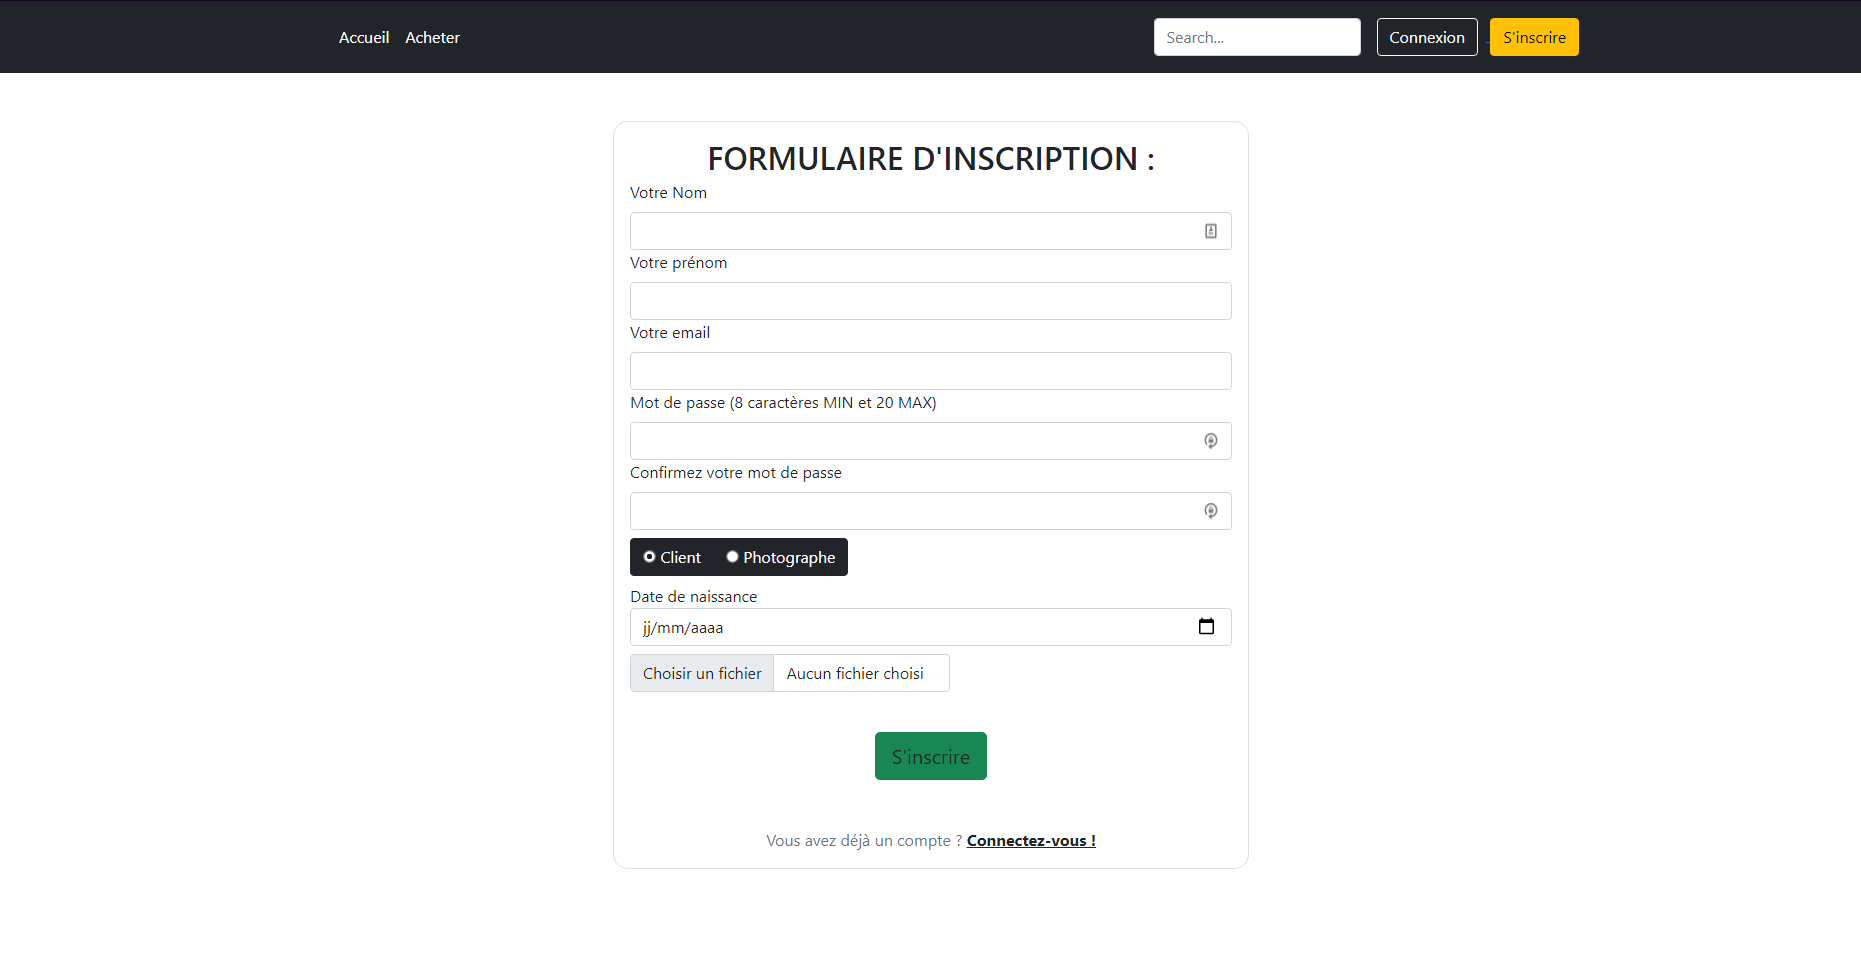 Accueil Acheter Search... Connexion S'inscrire
FORMULAIRE D'INSCRIPTION :
Votre Nom
Votre prénom
Votre email
Mot de passe (8 caractères MIN et 20 MAX)
Confirmez votre mot de passe
Client Photographe
Date de naissance
jj/mm/aaaa
Choisir un fichier Aucun fichier choisi
S'inscrire
Vous avez déjà un compte ? Connectez-vous !